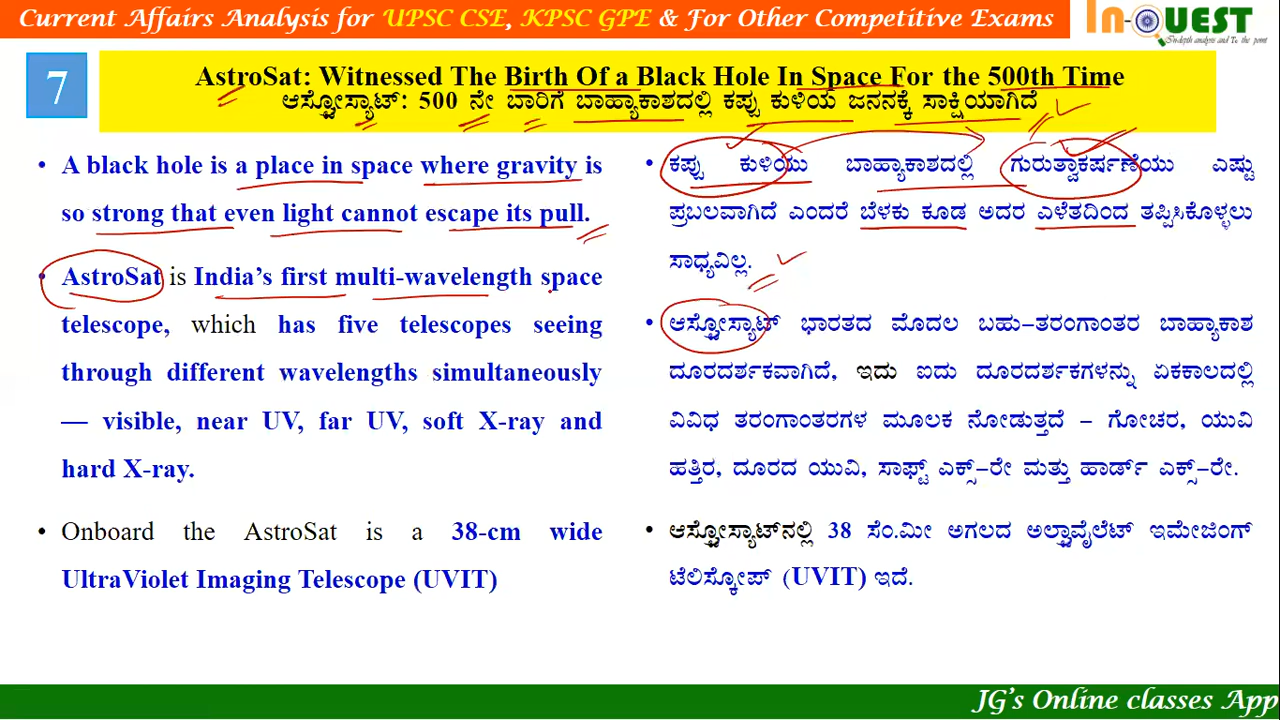 Current Affairs Analysis for UPSC CSE, KPSC GPE & For Other Competitive Exams
In-QUEST
In-depth analysis and To the point
7
AstroSat: Witnessed The Birth Of a Black Hole In Space For the 500th Time
ಆಸ್ಟ್ರೋಸ್ಯಾಟ್: 500 ನೇ ಬಾರಿಗೆ ಬಾಹ್ಯಾಕಾಶದಲ್ಲಿ ಕಪ್ಪು ಕುಳಿಯ ಜನನಕ್ಕೆ ಸಾಕ್ಷಿಯಾಗಿದೆ
• A black hole is a place in space where gravity is
so strong that even light cannot escape its pull.
• AstroSat is India's first multi-wavelength space
telescope, which has five telescopes seeing
through different wavelengths simultaneously
— visible, near UV, far UV, soft X-ray and
hard X-ray.
• Onboard the AstroSat is a 38-cm wide
UltraViolet Imaging Telescope (UVIT)
• ಕಪ್ಪು ಕುಳಿಯು ಬಾಹ್ಯಾಕಾಶದಲ್ಲಿ ಗುರುತ್ವಾಕರ್ಷಣೆಯು ಎಷ್ಟು
ಪ್ರಬಲವಾಗಿದೆ ಎಂದರೆ ಬೆಳಕು ಕೂಡ ಅದರ ಎಳೆತದಿಂದ ತಪ್ಪಿಸಿಕೊಳ್ಳಲು
ಸಾಧ್ಯವಿಲ್ಲ.
• ಆಸ್ಟ್ರೋಸ್ಯಾಟ್ ಭಾರತದ ಮೊದಲ ಬಹು-ತರಂಗಾಂತರ ಬಾಹ್ಯಾಕಾಶ
ದೂರದರ್ಶಕವಾಗಿದೆ, ಇದು ಐದು ದೂರದರ್ಶಕಗಳನ್ನು ಏಕಕಾಲದಲ್ಲಿ
ವಿವಿಧ ತರಂಗಾಂತರಗಳ ಮೂಲಕ ನೋಡುತ್ತದೆ - ಗೋಚರ, ಯುವಿ
ಹತ್ತಿರ, ದೂರದ ಯುವಿ, ಸಾಫ್ಟ್ ಎಕ್ಸ್-ರೇ ಮತ್ತು ಹಾರ್ಡ್ ಎಕ್ಸ್-ರೇ.
• ಆಸ್ಟ್ರೋಸ್ಯಾಟ್‌ನಲ್ಲಿ 38 ಸೆಂ.ಮೀ ಅಗಲದ ಅಲ್ಟ್ರಾವೈಲೆಟ್ ಇಮೇಜಿಂಗ್
ಟೆಲಿಸ್ಕೋಪ್ (UVIT) ಇದೆ.
JG's Online classes App